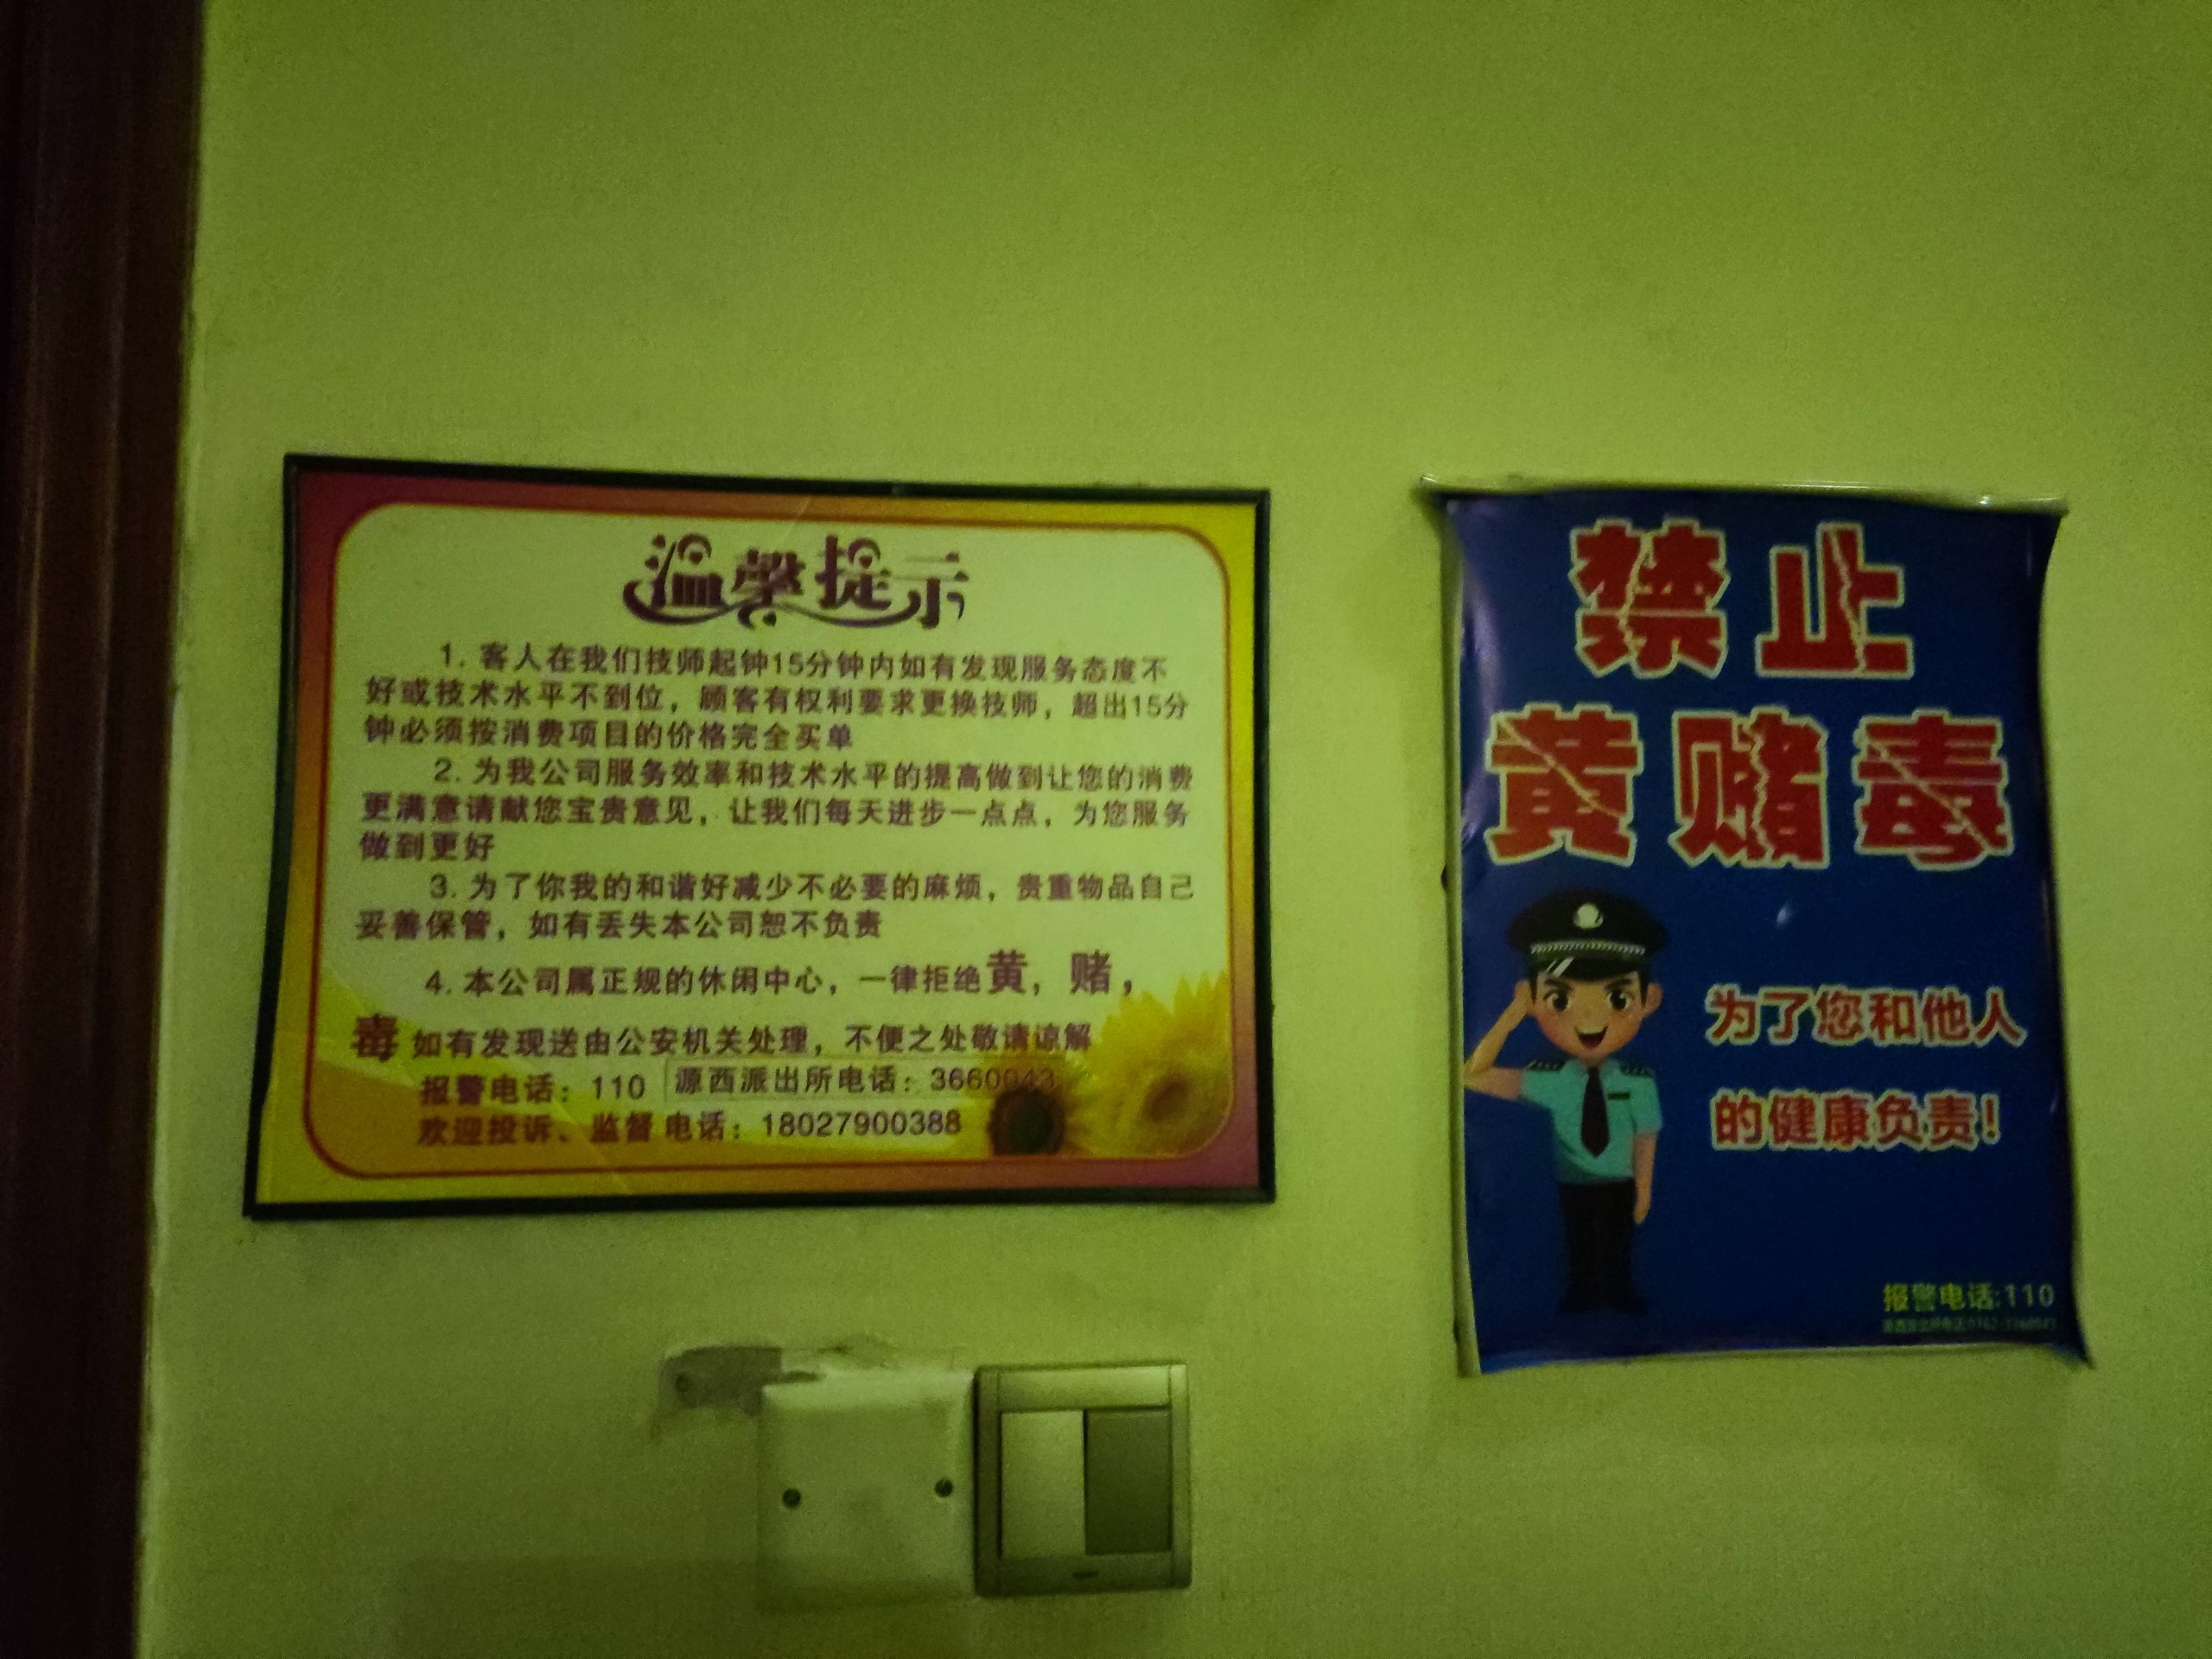 温馨提示
1. 客人在我们技师起钟15分钟内如有发现服务态度不
好或技术水平不到位，顾客有权利要求更换技师，超出15分
钟必须按消费项目的价格完全买单
2. 为我公司服务效率和技术水平的提高做到让您的消费
更满意请献您宝贵意见，让我们每天进步一点点，为您服务
做到更好
3. 为了你我的和谐好减少不必要的麻烦，贵重物品自己
妥善保管，如有丢失本公司恕不负责
4. 本公司属正规的休闲中心，一律拒绝黄，赌，
毒 如有发现送由公安机关处理，不便之处敬请谅解
报警电话：110 源西派出所电话：3660043
欢迎投诉、监督电话：18027900388
禁止
黄赌毒
为了您和他人
的健康负责！
报警电话:110